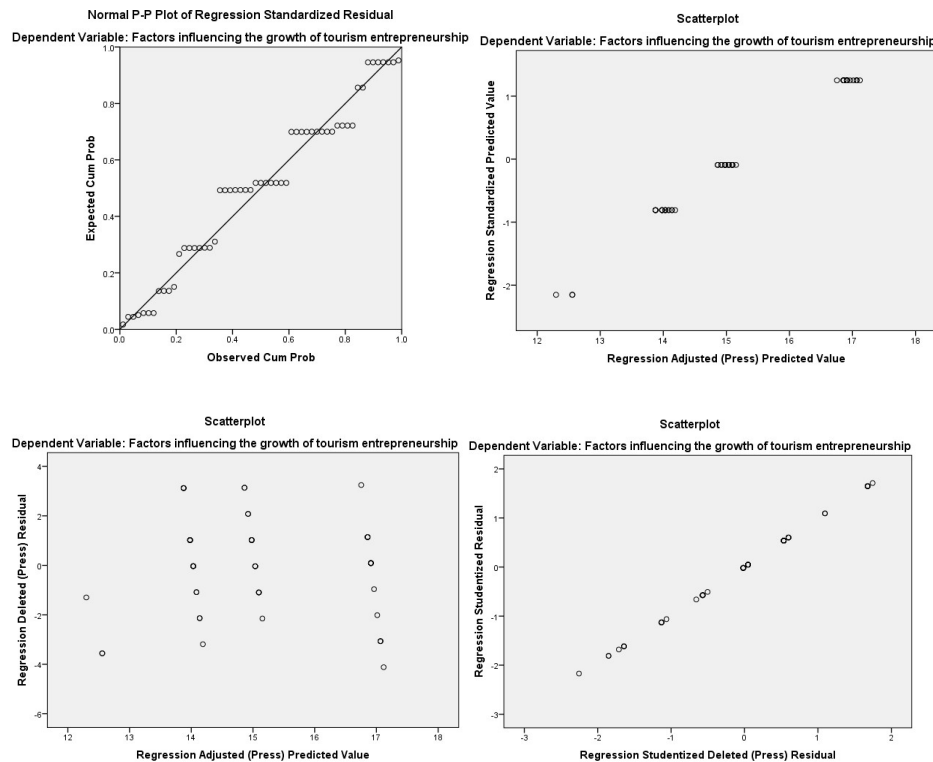 Normal P-P Plot of Regression Standardized Residual
Dependent Variable: Factors influencing the growth of tourism entrepreneurship
Expected Cum Prob
1.0
0.8
0.6
0.4
0.2
0.0
0.0 0.2 0.4 0.6 0.8 1.0
Observed Cum Prob
Scatterplot
Dependent Variable: Factors influencing the growth of tourism entrepreneurship
Regression Standardized Predicted Value
1
0
-1
-2
12 13 14 15 16 17 18
Regression Adjusted (Press) Predicted Value
Scatterplot
Dependent Variable: Factors influencing the growth of tourism entrepreneurship
Regression Deleted (Press) Residual
4
2
0
-2
-4
-6
12 13 14 15 16 17 18
Regression Adjusted (Press) Predicted Value
Scatterplot
Dependent Variable: Factors influencing the growth of tourism entrepreneurship
Regression Studentized Residual
2
1
0
-1
-2
-3
-3 -2 -1 0 1 2
Regression Studentized Deleted (Press) Residual